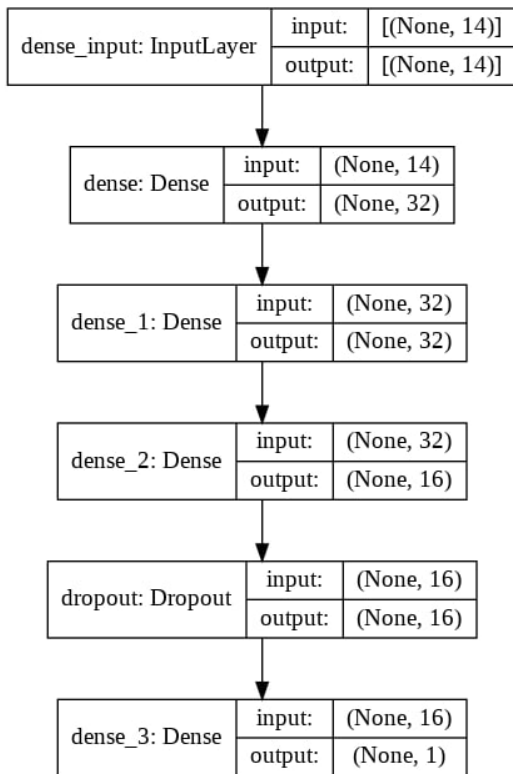 dense_input: InputLayer
input:
[(None, 14)]
output:
[(None, 14)]
dense: Dense
input:
(None, 14)
output:
(None, 32)
dense_1: Dense
input:
(None, 32)
output:
(None, 32)
dense_2: Dense
input:
(None, 32)
output:
(None, 16)
dropout: Dropout
input:
(None, 16)
output:
(None, 16)
dense_3: Dense
input:
(None, 16)
output:
(None, 1)